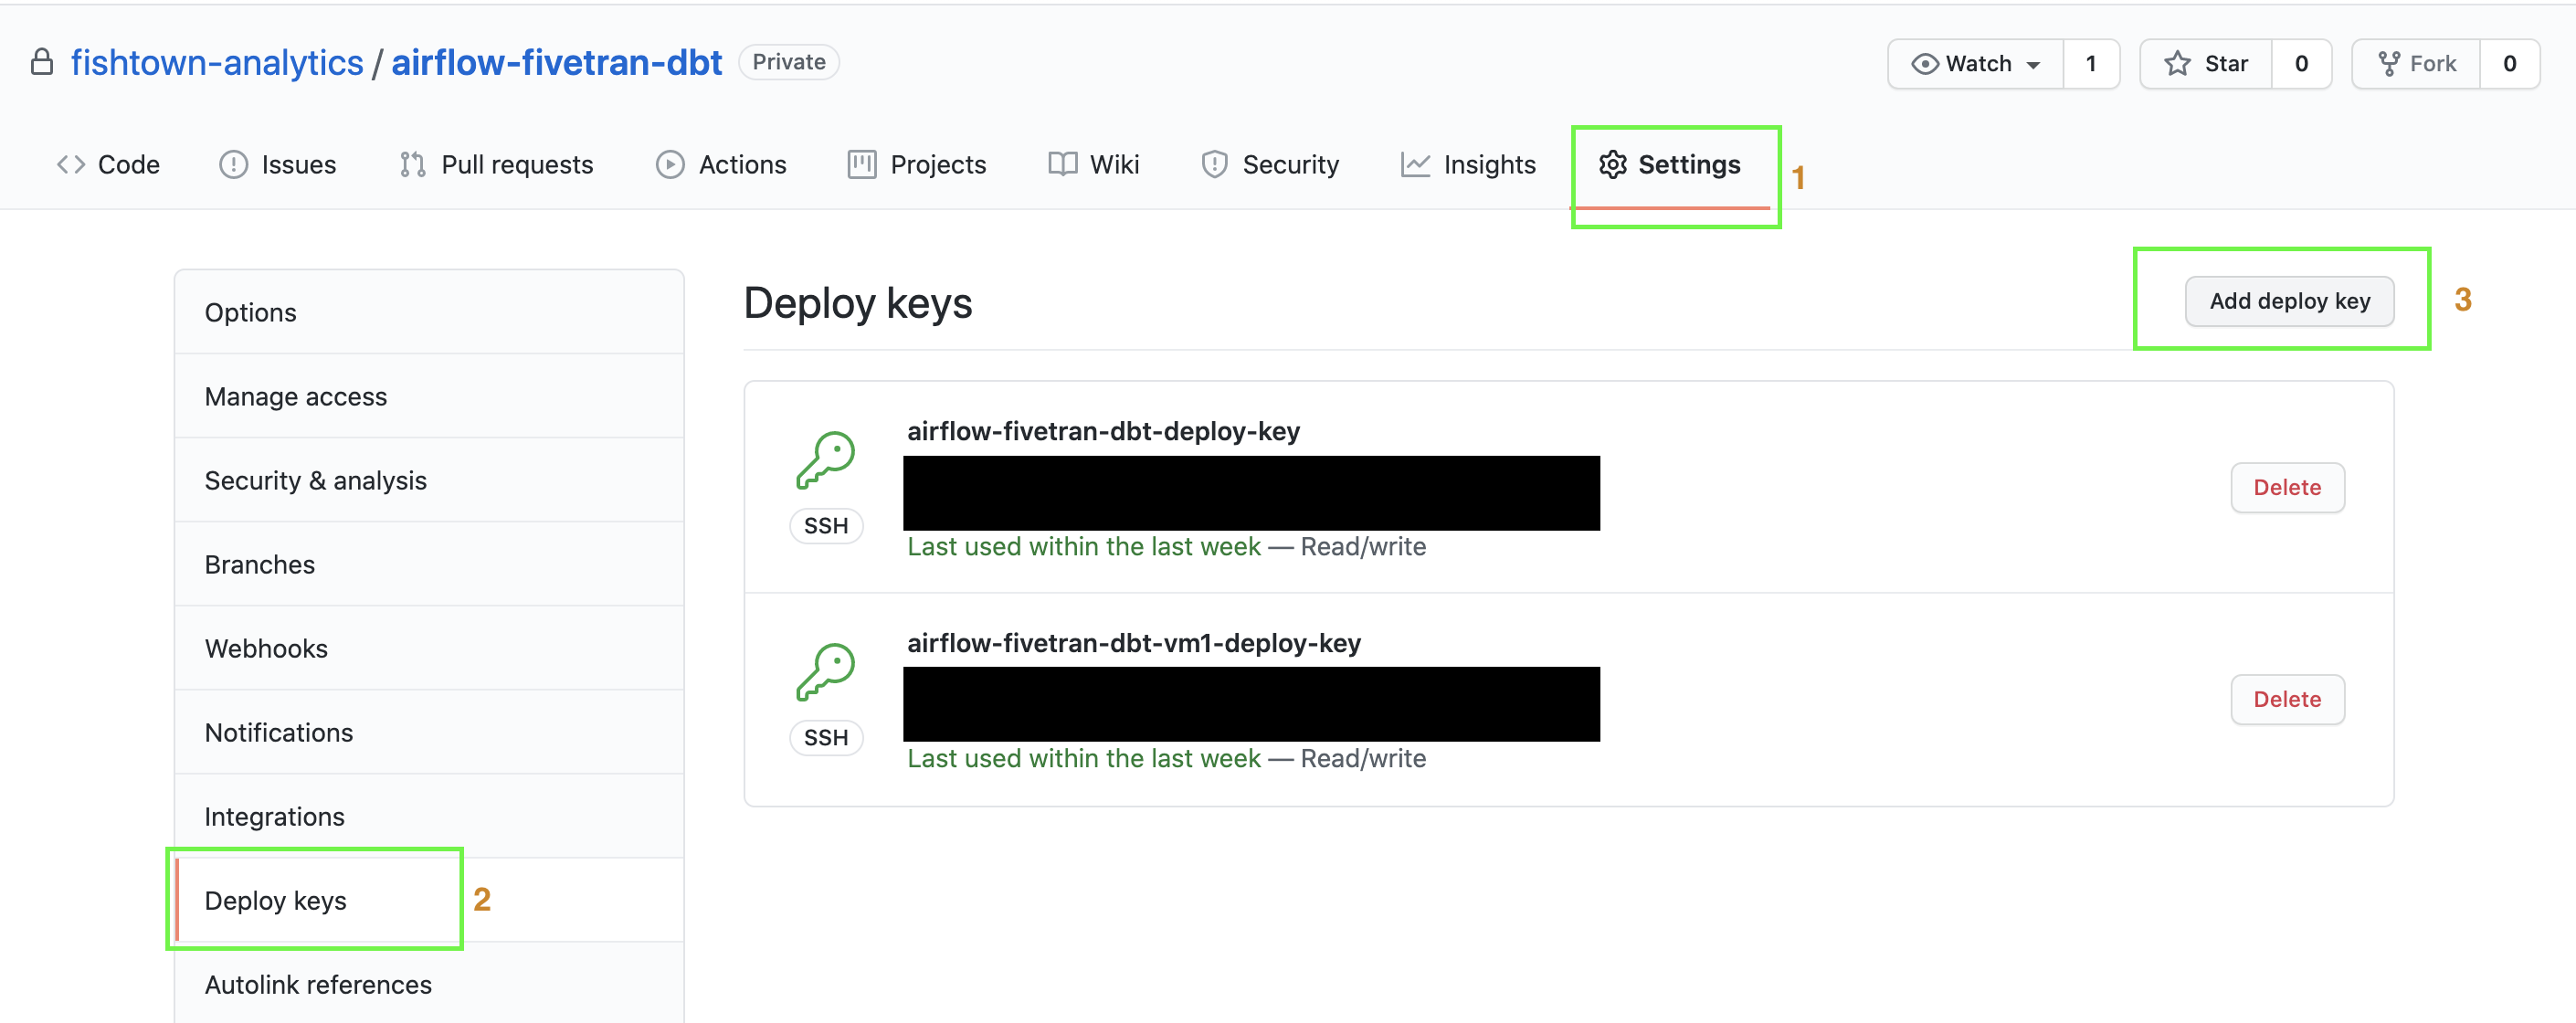 fishtown-analytics / airflow-fivetran-dbt Private Watch 1 Star 0 Fork 0
Code Issues Pull requests Actions Projects Wiki Security Insights Settings 1
Options
Manage access
Security & analysis
Branches
Webhooks
Notifications
Integrations
Deploy keys 2
Autolink references
Deploy keys Add deploy key 3
airflow-fivetran-dbt-deploy-key
SSH
Last used within the last week — Read/write
Delete
airflow-fivetran-dbt-vm1-deploy-key
SSH
Last used within the last week — Read/write
Delete